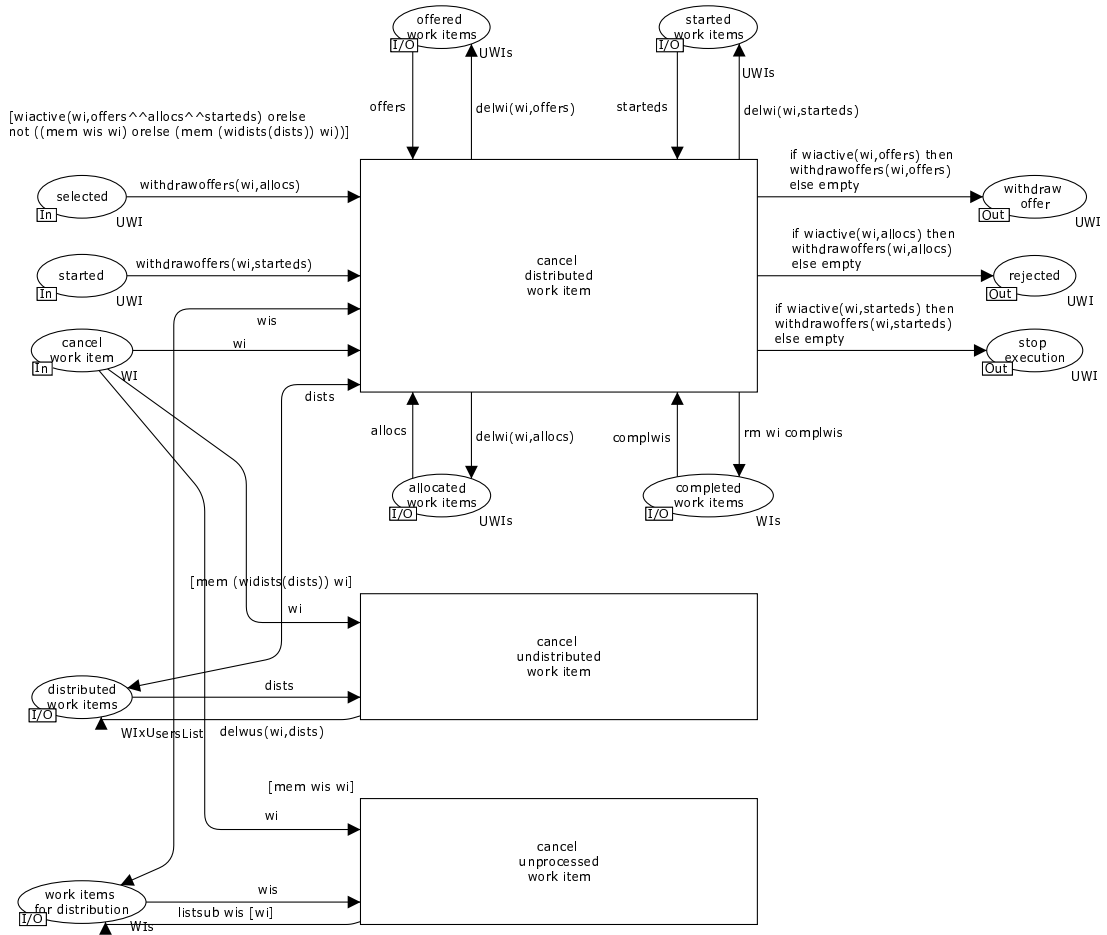 offered
work items
I/O
UWIs
started
work items
I/O
UWIs
offers
delwi(wi,offers)
starteds
delwi(wi,starteds)
[wiactive(wi,offers^^allocs^^starteds) orelse
not ((mem wis wi) orelse (mem (widists(dists)) wi))]
selected
In
UWI
withdrawoffers(wi,allocs)
started
In
UWI
withdrawoffers(wi,starteds)
wis
cancel
work item
In
WI
wi
dists
cancel
distributed
work item
if wiactive(wi,offers) then
withdrawoffers(wi,offers)
else empty
withdraw
offer
Out
UWI
if wiactive(wi,allocs) then
withdrawoffers(wi,allocs)
else empty
rejected
Out
UWI
if wiactive(wi,starteds) then
withdrawoffers(wi,starteds)
else empty
stop
execution
Out
UWI
allocs
delwi(wi,allocs)
complwis
rm wi complwis
allocated
work items
I/O
UWIs
completed
work items
I/O
WIs
[mem (widists(dists)) wi]
wi
cancel
undistributed
work item
distributed
work items
I/O
WIxUsersList
dists
delwus(wi,dists)
[mem wis wi]
wi
cancel
unprocessed
work item
work items
for distribution
I/O
WIs
wis
listsub wis [wi]